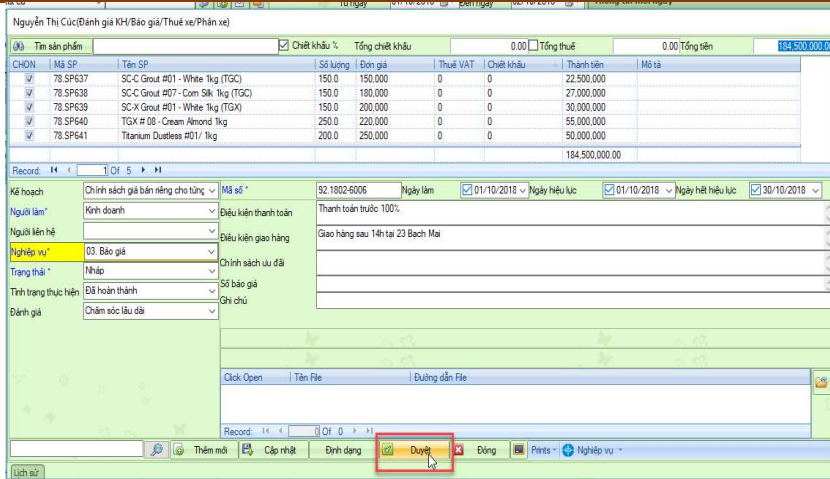 Từ ngày 01/10/2018 Đến ngày 02/10/2018
Nguyễn Thị Cúc(Đánh giá KH/Báo giá/Thuê xe/Phân xe)
Tìm sản phẩm Chiết khấu % Tổng chiết khấu 0.00 Tổng thuế 0.00 Tổng tiền 184,500,000.00
CHON Mã SP Tên SP Số lượng Đơn giá Thuế VAT Chiết khấu Thành tiền Mô tả
78.SP637 SC-C Grout #01 - White 1kg (TGC) 150.0 150,000 0 0 22,500,000
78.SP638 SC-C Grout #07 - Corn Silk 1kg (TGC) 150.0 180,000 0 0 27,000,000
78.SP639 SC-X Grout #01 - White 1kg (TGX) 150.0 200,000 0 0 30,000,000
78.SP640 TGX # 08 - Cream Almond 1kg 250.0 220,000 0 0 55,000,000
78.SP641 Titanium Dustless #01/ 1kg 200.0 250,000 0 0 50,000,000
184,500,000.00
Record: 1 Of 5
Kế hoạch Chính sách giá bán riêng cho từng Mã số * 92.1802-6006 Ngày làm 01/10/2018 Ngày hiệu lực 01/10/2018 Ngày hết hiệu lực 30/10/2018
Người làm* Kinh doanh Điệu kiện thanh toán Thanh toán trước 100%
Người liên hệ Điều kiện giao hàng Giao hàng sau 14h tại 23 Bạch Mai
Nghiệp vụ* 03. Báo giá Chính sách ưu đãi
Trạng thái * Nháp Số báo giá
Tình trạng thực hiện Đã hoàn thành Ghi chú
Đánh giá Chăm sóc lâu dài
Click Open Tên File Đường dẫn File
Record: 0 Of 0
Thêm mới Cập nhật Định dạng Duyệt Đóng Prints Nghiệp vụ
Lịch sử